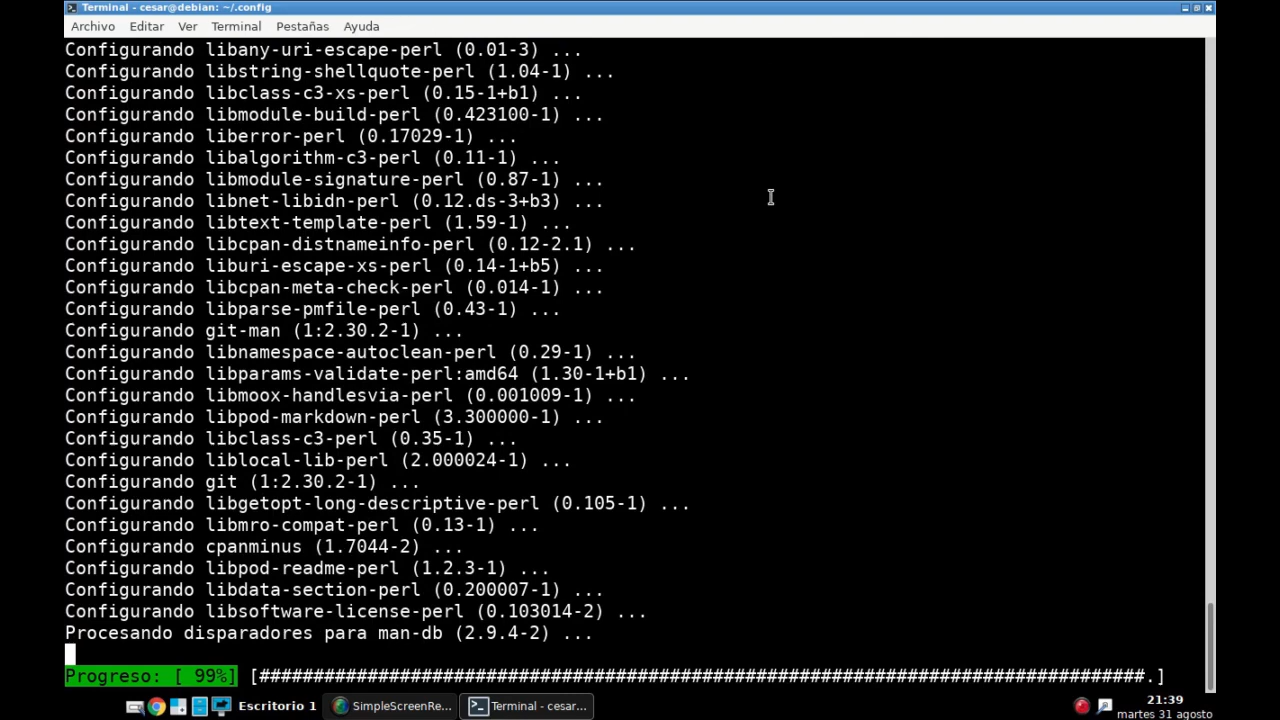 Terminal - cesar@debian: ~/.config
Archivo Editar Ver Terminal Pestañas Ayuda
Configurando libany-uri-escape-perl (0.01-3) ...
Configurando libstring-shellquote-perl (1.04-1) ...
Configurando libclass-c3-xs-perl (0.15-1+b1) ...
Configurando libmodule-build-perl (0.423100-1) ...
Configurando liberror-perl (0.17029-1) ...
Configurando libalgorithm-c3-perl (0.11-1) ...
Configurando libmodule-signature-perl (0.87-1) ...
Configurando libnet-libidn-perl (0.12.ds-3+b3) ...
Configurando libtext-template-perl (1.59-1) ...
Configurando libcpan-distnameinfo-perl (0.12-2.1) ...
Configurando liburi-escape-xs-perl (0.14-1+b5) ...
Configurando libcpan-meta-check-perl (0.014-1) ...
Configurando libparse-pmfile-perl (0.43-1) ...
Configurando git-man (1:2.30.2-1) ...
Configurando libnamespace-autoclean-perl (0.29-1) ...
Configurando libparams-validate-perl:amd64 (1.30-1+b1) ...
Configurando libmoox-handlesvia-perl (0.001009-1) ...
Configurando libpod-markdown-perl (3.300000-1) ...
Configurando libclass-c3-perl (0.35-1) ...
Configurando liblocal-lib-perl (2.000024-1) ...
Configurando git (1:2.30.2-1) ...
Configurando libgetopt-long-descriptive-perl (0.105-1) ...
Configurando libmro-compat-perl (0.13-1) ...
Configurando cpanminus (1.7044-2) ...
Configurando libpod-readme-perl (1.2.3-1) ...
Configurando libdata-section-perl (0.200007-1) ...
Configurando libsoftware-license-perl (0.103014-2) ...
Procesando disparadores para man-db (2.9.4-2) ...
Progreso: [ 99%] [##################################################################################.]
Escritorio 1 SimpleScreenRe... Terminal - cesar... 21:39
martes 31 agosto